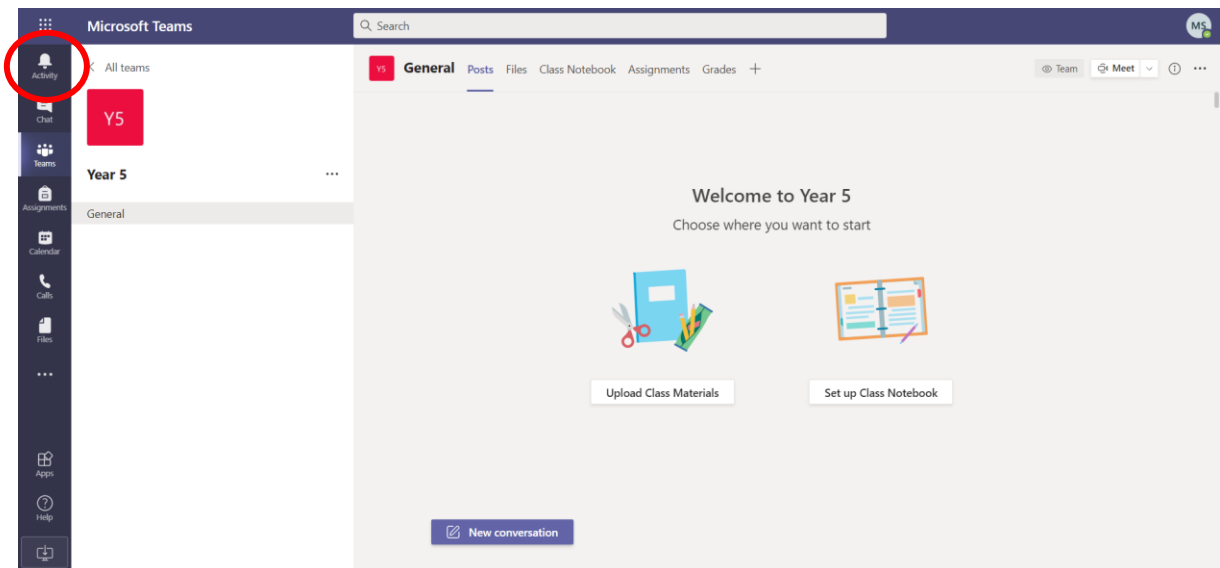 Microsoft Teams
Search
MS
Activity
Chat
Teams
Assignments
Calendar
Calls
Files
Apps
Help
All teams
Y5
Year 5
General
Y5 General Posts Files Class Notebook Assignments Grades
Team Meet
Welcome to Year 5
Choose where you want to start
Upload Class Materials Set up Class Notebook
New conversation